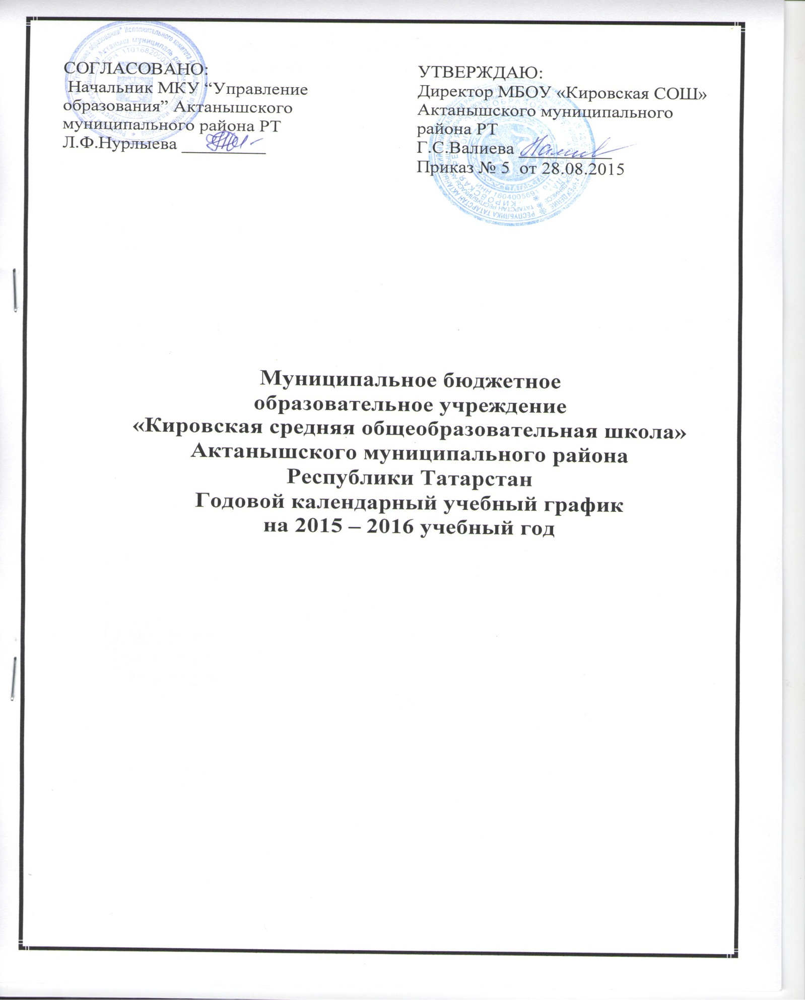 СОГЛАСОВАНО:
Начальник МКУ “Управление
образования” Актанышского
муниципального района РТ
Л.Ф.Нурлыева __________
УТВЕРЖДАЮ:
Директор МБОУ «Кировская СОШ»
Актанышского муниципального
района РТ
Г.С.Валиева ___________
Приказ № 5 от 28.08.2015
Муниципальное бюджетное
образовательное учреждение
«Кировская средняя общеобразовательная школа»
Актанышского муниципального района
Республики Татарстан
Годовой календарный учебный график
на 2015 – 2016 учебный год